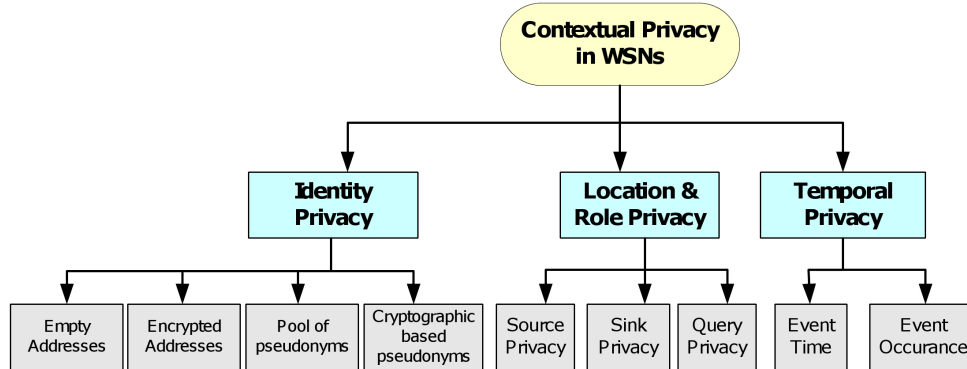 Contextual Privacy
in WSNs
Identity
Privacy
Location &
Role Privacy
Temporal
Privacy
Empty
Addresses
Encrypted
Addresses
Pool of
pseudonyms
Cryptographic
based
pseudonyms
Source
Privacy
Sink
Privacy
Query
Privacy
Event
Time
Event
Occurance